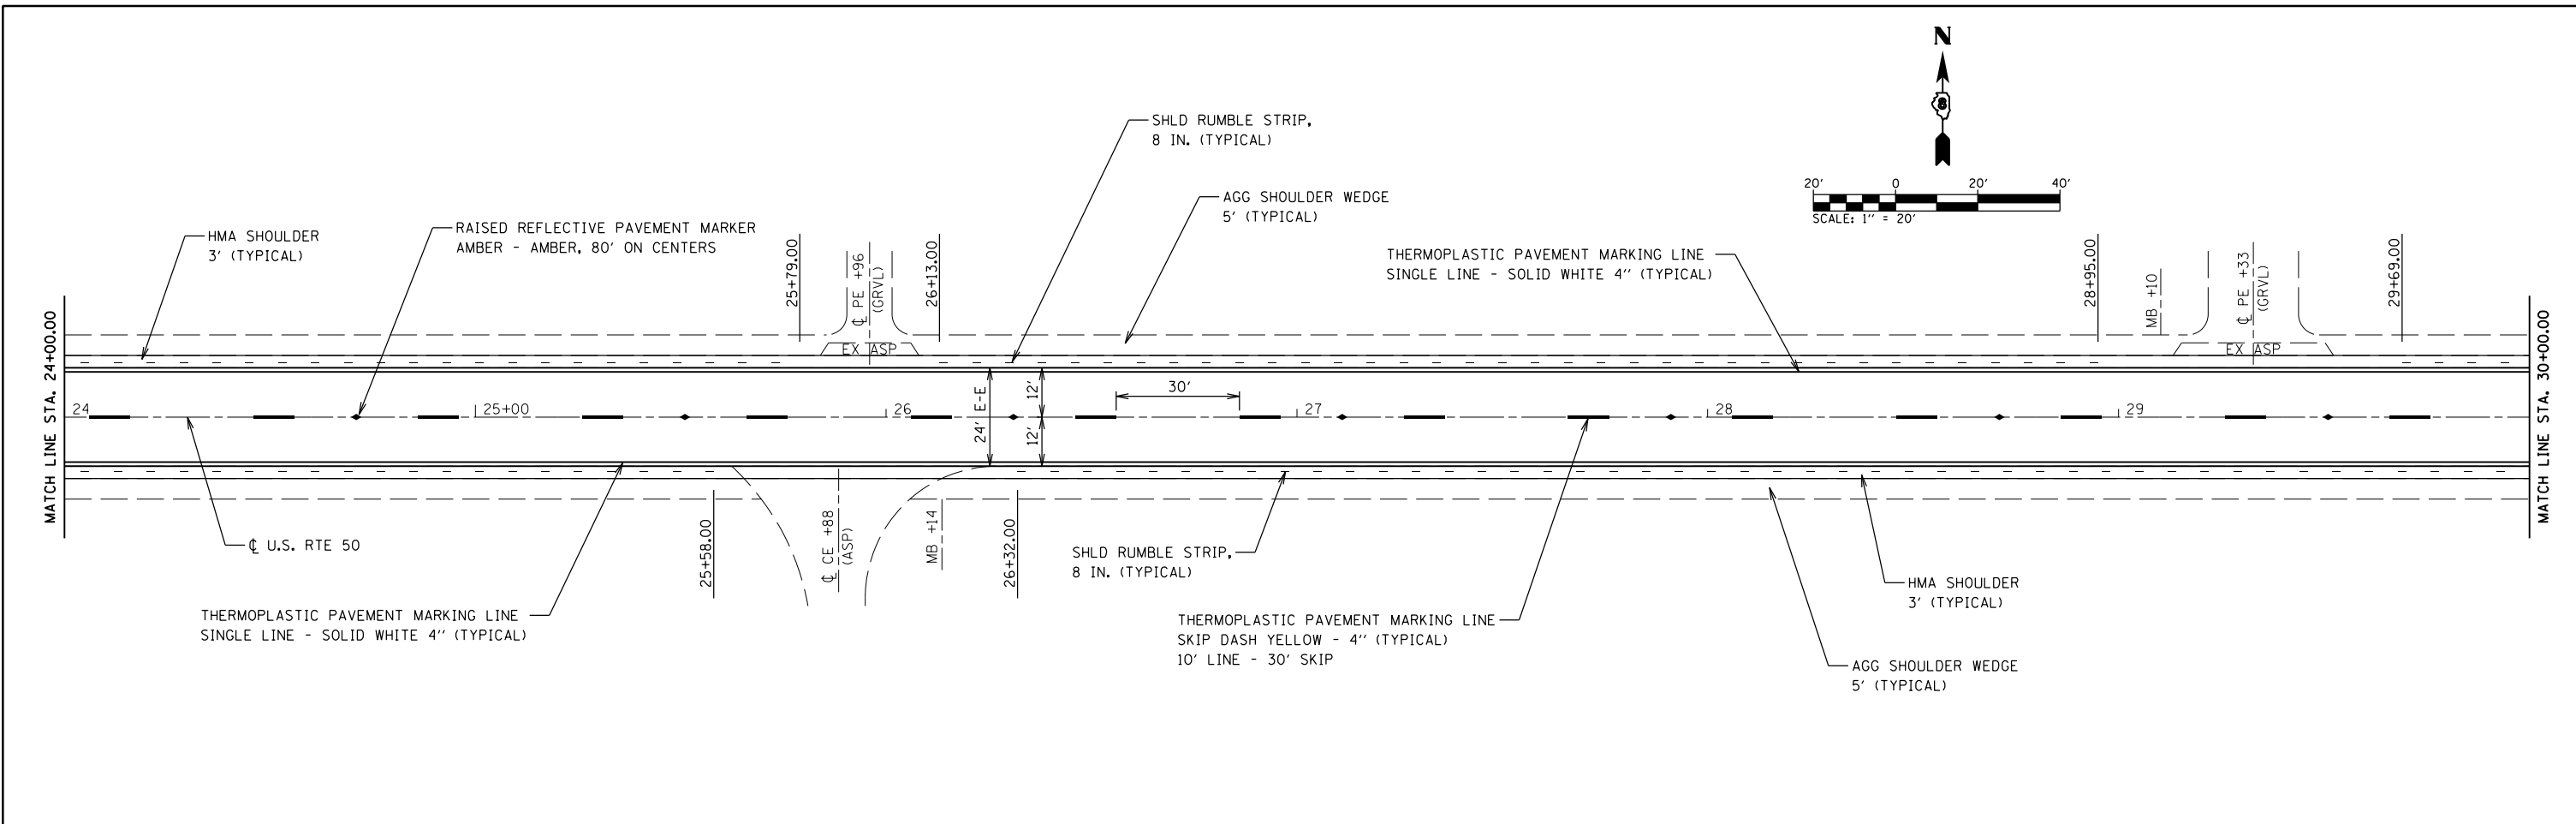 N
8
20' 0 20' 40'
SCALE: 1'' = 20'
SHLD RUMBLE STRIP,
8 IN. (TYPICAL)
AGG SHOULDER WEDGE
5' (TYPICAL)
RAISED REFLECTIVE PAVEMENT MARKER
AMBER - AMBER, 80' ON CENTERS
HMA SHOULDER
3' (TYPICAL)
THERMOPLASTIC PAVEMENT MARKING LINE
SINGLE LINE - SOLID WHITE 4'' (TYPICAL)
25+79.00
℄ PE +96
(GRVL)
26+13.00
28+95.00
MB +10
℄ PE +33
(GRVL)
29+69.00
EX ASP
EX ASP
MATCH LINE STA. 24+00.00
MATCH LINE STA. 30+00.00
24' E-E
12'
12'
30'
24 25+00 26 27 28 29
25+58.00
℄ CE +88
(ASP)
MB +14
26+32.00
℄ U.S. RTE 50
SHLD RUMBLE STRIP,
8 IN. (TYPICAL)
HMA SHOULDER
3' (TYPICAL)
THERMOPLASTIC PAVEMENT MARKING LINE
SINGLE LINE - SOLID WHITE 4'' (TYPICAL)
THERMOPLASTIC PAVEMENT MARKING LINE
SKIP DASH YELLOW - 4'' (TYPICAL)
10' LINE - 30' SKIP
AGG SHOULDER WEDGE
5' (TYPICAL)